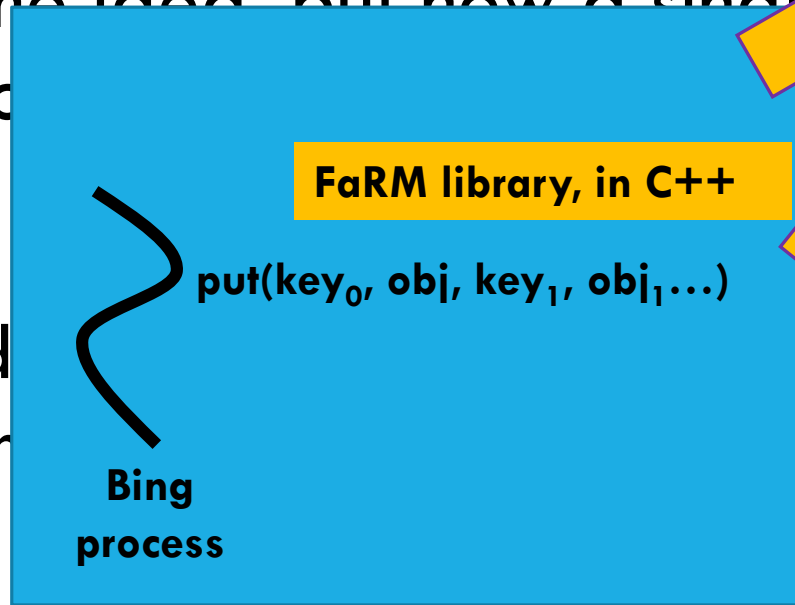 FaRM library, in C++
put(key₀, obj, key₁, obj₁…)
Bing
process